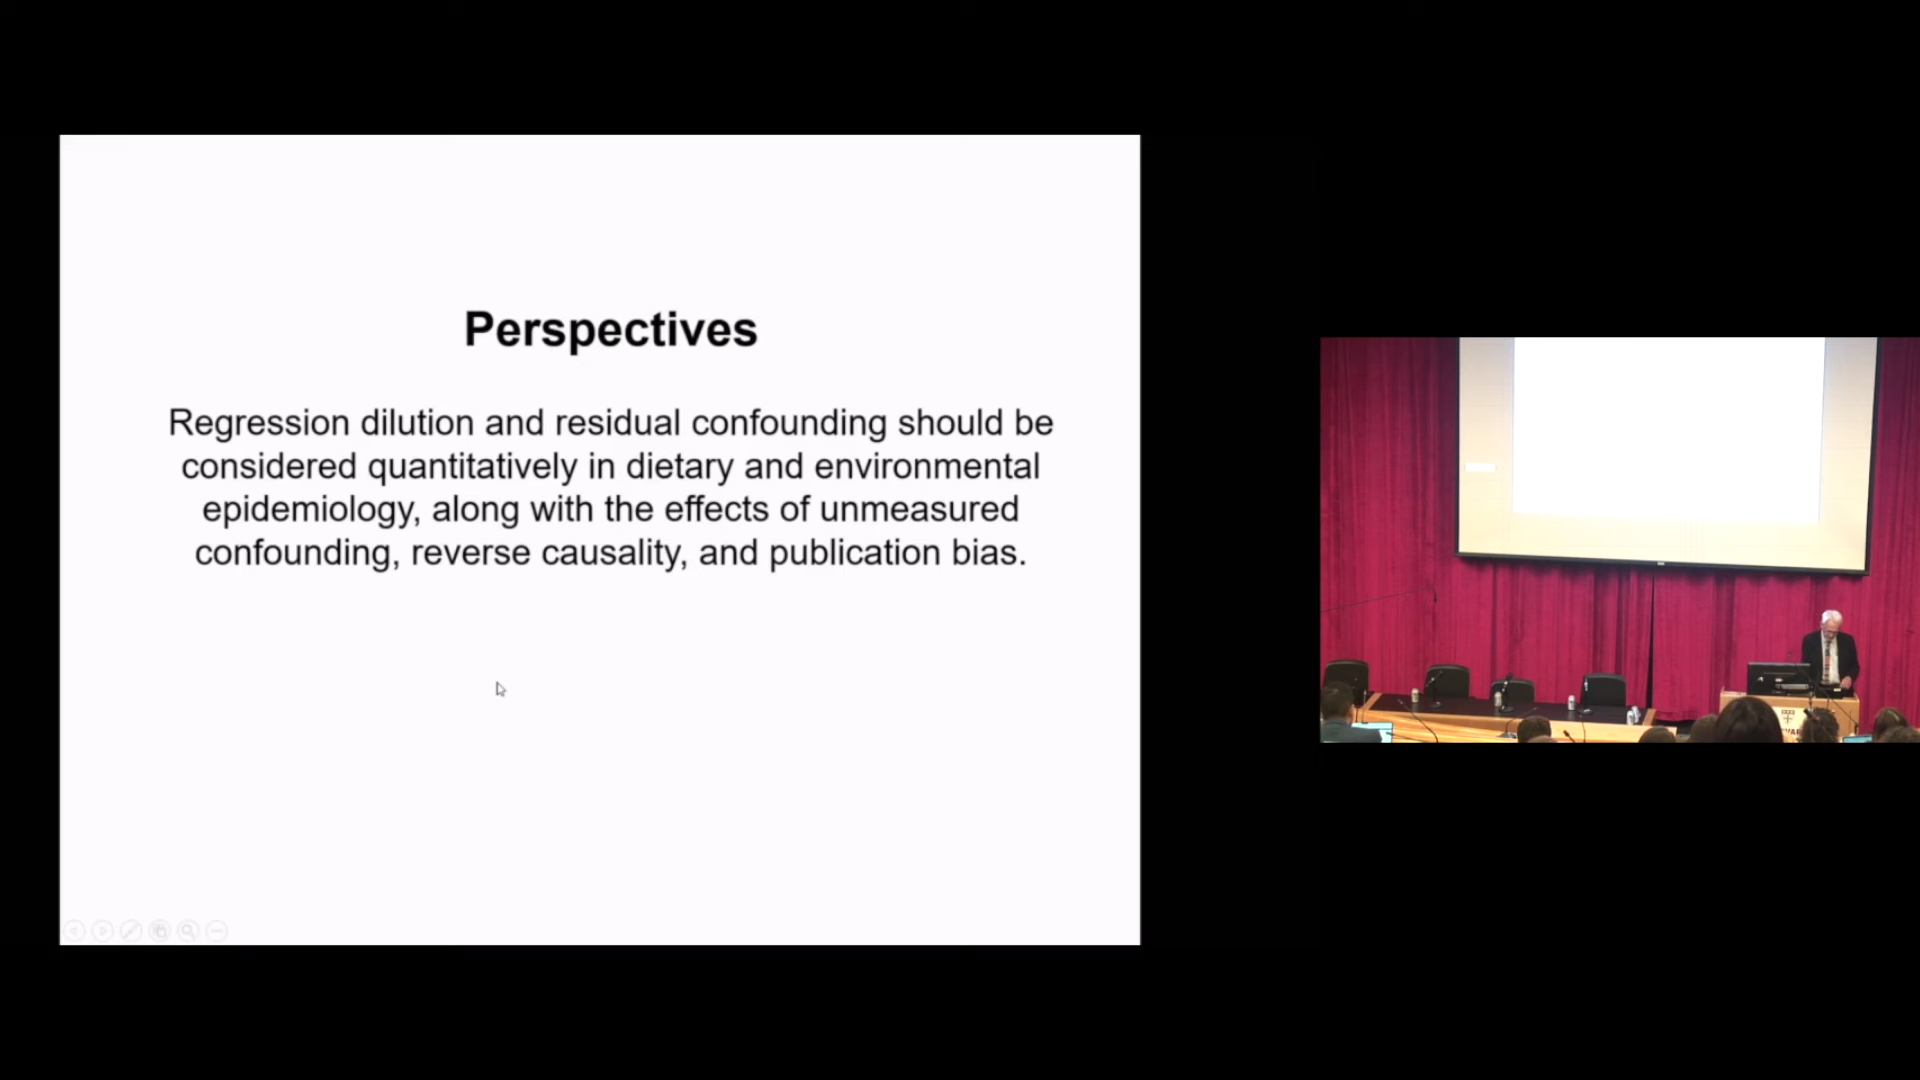 Perspectives
Regression dilution and residual confounding should be
considered quantitatively in dietary and environmental
epidemiology, along with the effects of unmeasured
confounding, reverse causality, and publication bias.